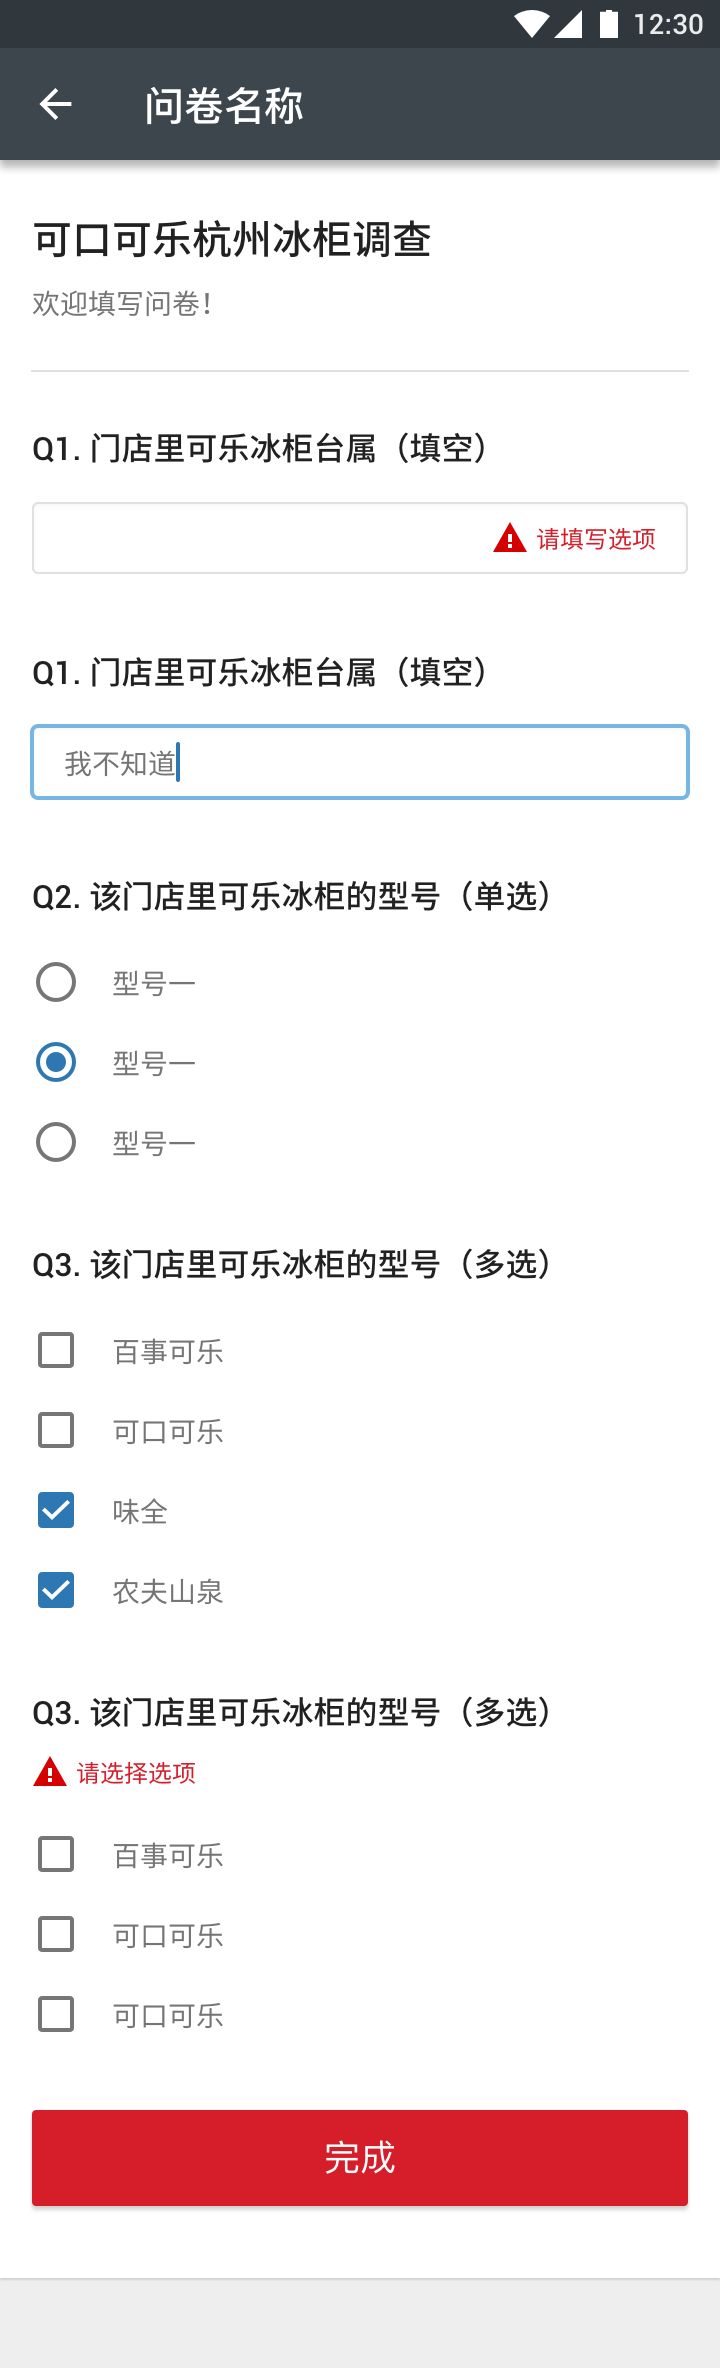 12:30
问卷名称
可口可乐杭州冰柜调查
欢迎填写问卷！
Q1. 门店里可乐冰柜台属（填空）
请填写选项
Q1. 门店里可乐冰柜台属（填空）
我不知道
Q2. 该门店里可乐冰柜的型号（单选）
型号一
型号一
型号一
Q3. 该门店里可乐冰柜的型号（多选）
百事可乐
可口可乐
味全
农夫山泉
Q3. 该门店里可乐冰柜的型号（多选）
请选择选项
百事可乐
可口可乐
可口可乐
完成